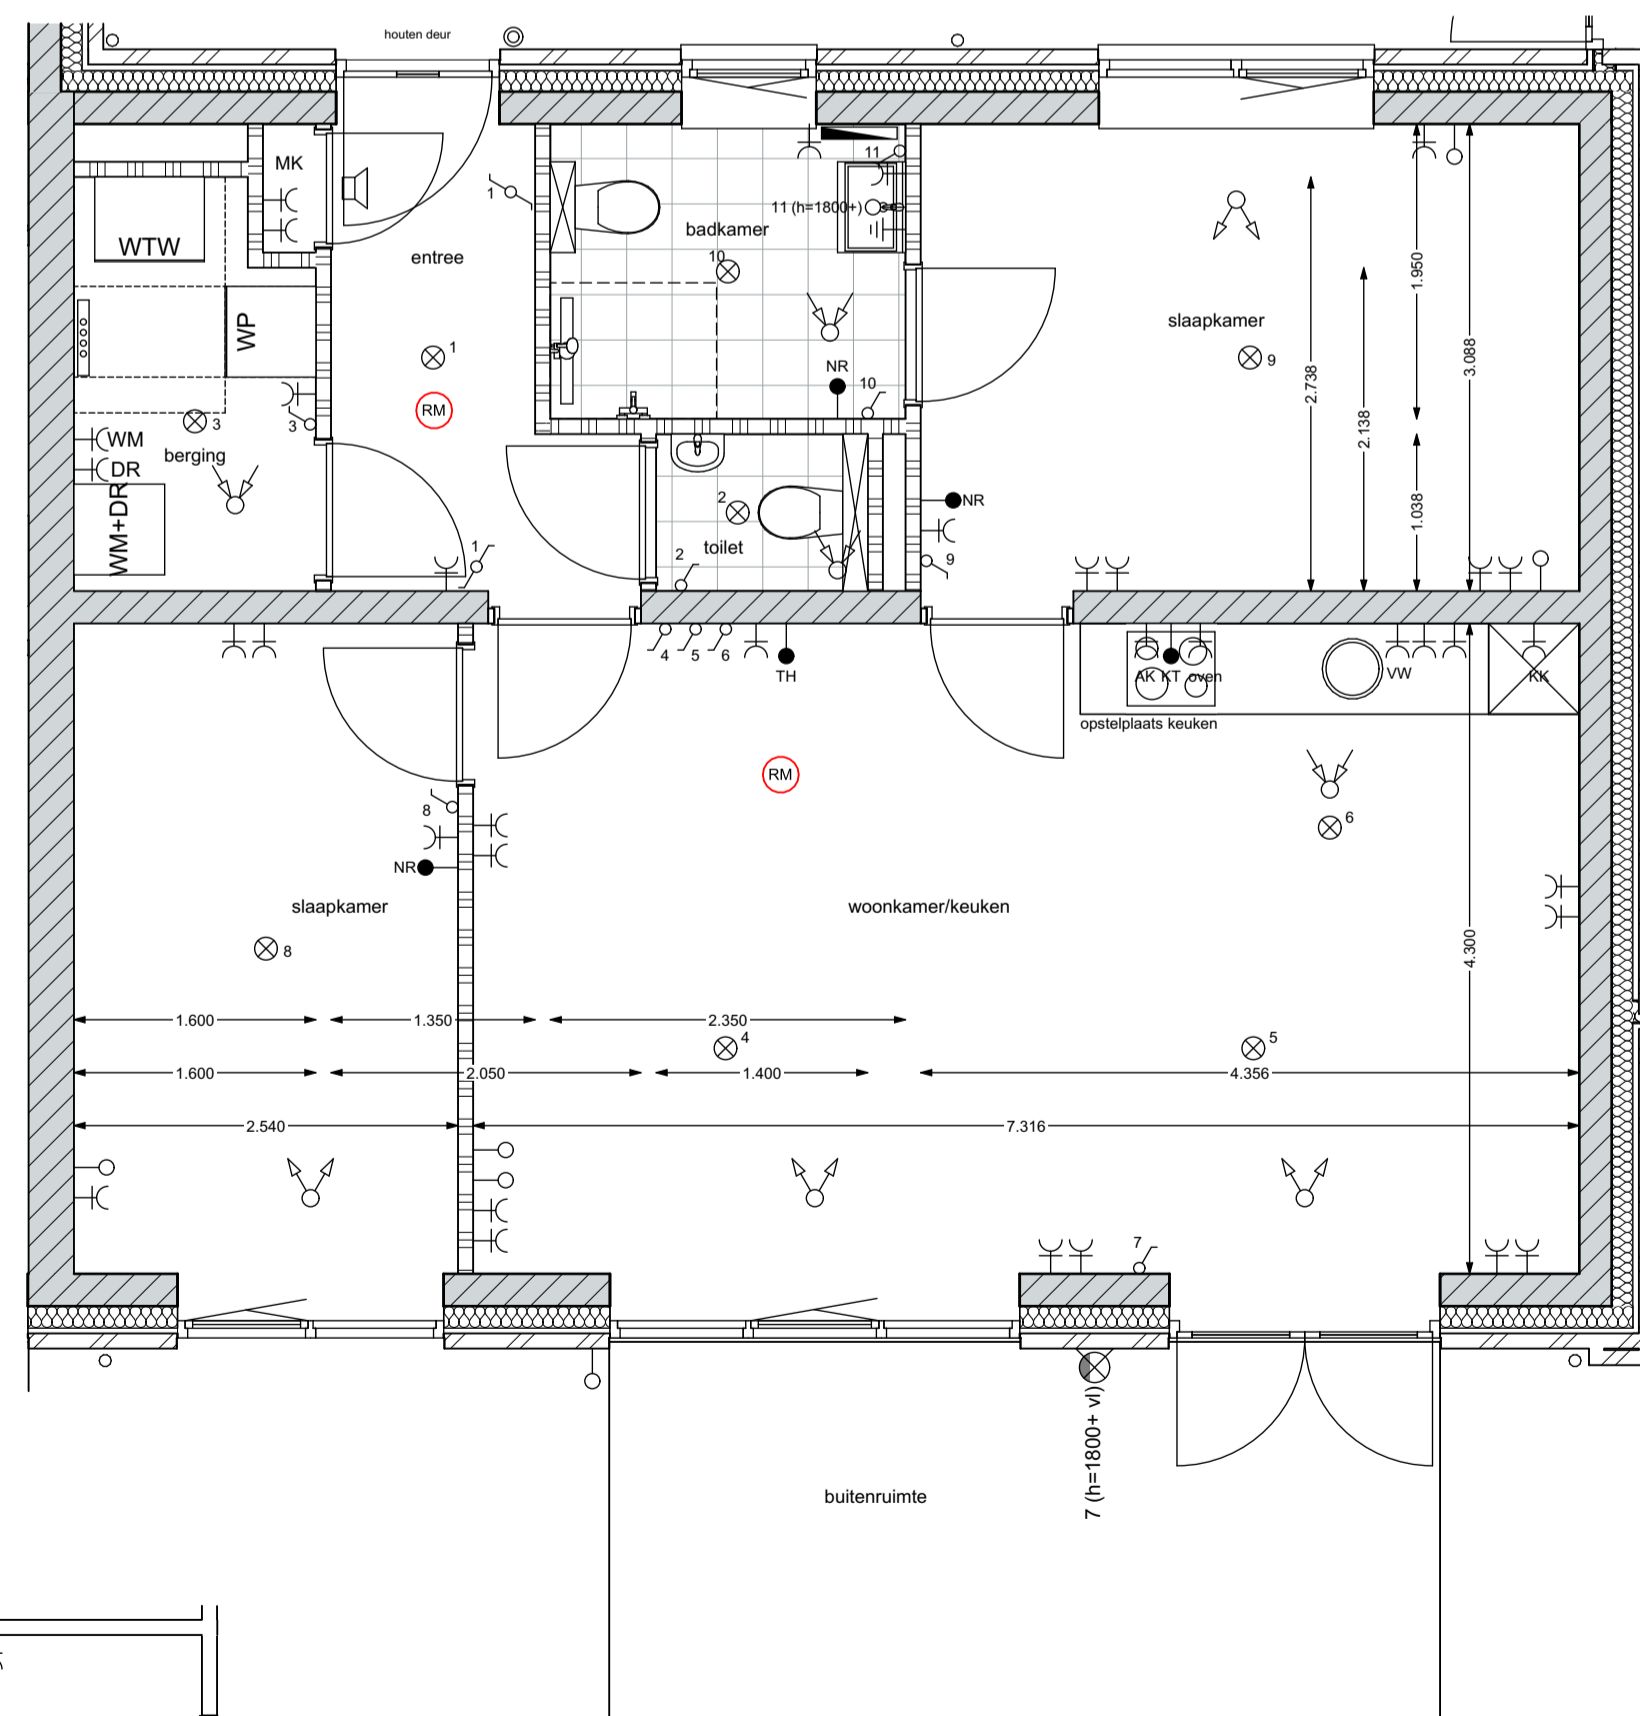 houten deur
MK
11
1
11 (h=1800+)
badkamer
WTW
entree
10
1.950
slaapkamer
WP
1
9
3.088
2.738
NR
10
RM
2.138
3
3
WM
berging
DR
WM+DR
2
NR
1.038
toilet
1
2
9
4
5
6
TH
AK
KT
oven
VW
KK
opstelplaats keuken
RM
8
6
NR
slaapkamer
woonkamer/keuken
8
4.300
1.600
1.350
2.350
4
5
1.600
2.050
1.400
4.356
2.540
7.316
7
7 (h=1800+ vl)
buitenruimte